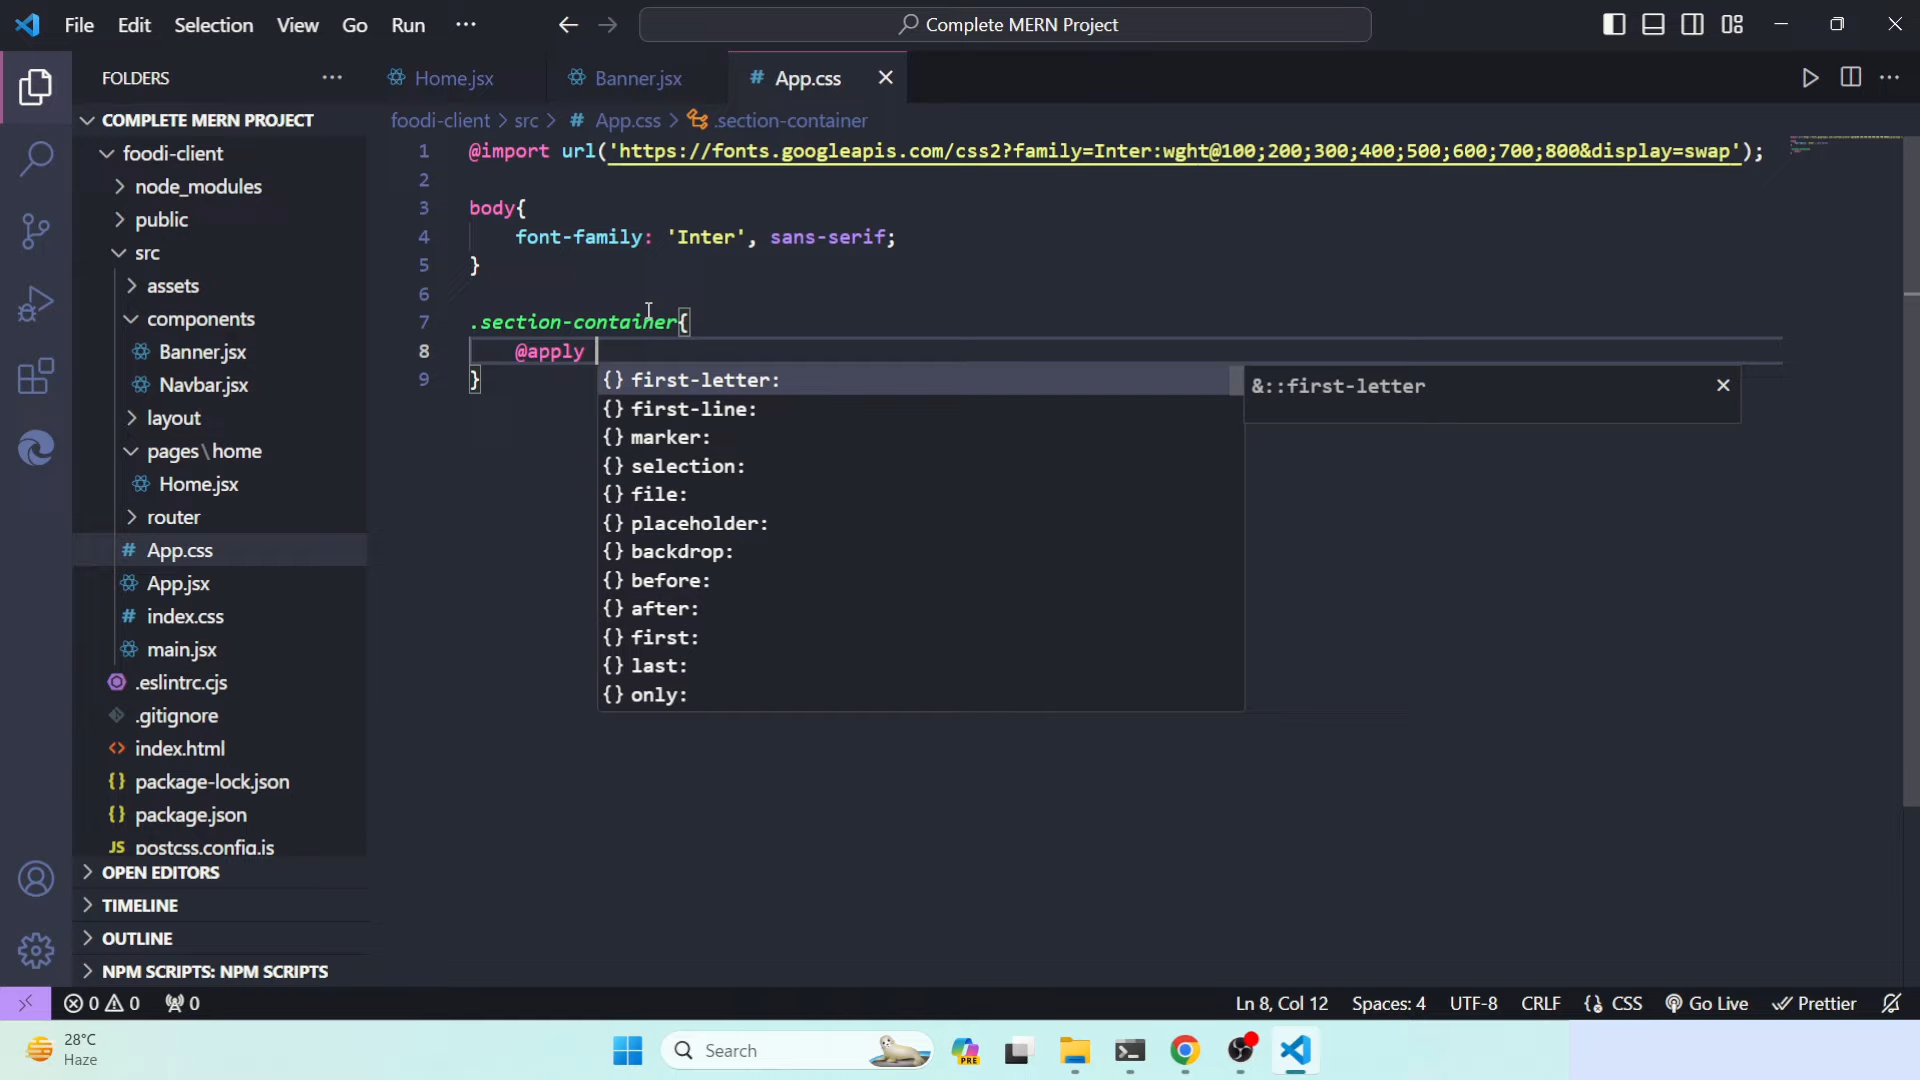 File Edit Selection View Go Run ··· Complete MERN Project
FOLDERS ···
COMPLETE MERN PROJECT
foodi-client
node_modules
public
src
assets
components
Banner.jsx
Navbar.jsx
layout
pages\home
Home.jsx
router
# App.css
App.jsx
# index.css
main.jsx
.eslintrc.cjs
.gitignore
<> index.html
{} package-lock.json
{} package.json
JS postcss.config.js
OPEN EDITORS
TIMELINE
OUTLINE
NPM SCRIPTS: NPM SCRIPTS
Home.jsx Banner.jsx # App.css
foodi-client > src > # App.css > .section-container
1 @import url('https://fonts.googleapis.com/css2?family=Inter:wght@100;200;300;400;500;600;700;800&display=swap');
2
3 body{
4 font-family: 'Inter', sans-serif;
5 }
6
7 .section-container{
8 @apply
9 }
{} first-letter:
{} first-line:
{} marker:
{} selection:
{} file:
{} placeholder:
{} backdrop:
{} before:
{} after:
{} first:
{} last:
{} only:
&::first-letter
0 0 0 Ln 8, Col 12 Spaces: 4 UTF-8 CRLF {} CSS Go Live Prettier
28°C
Haze
Search
PRE